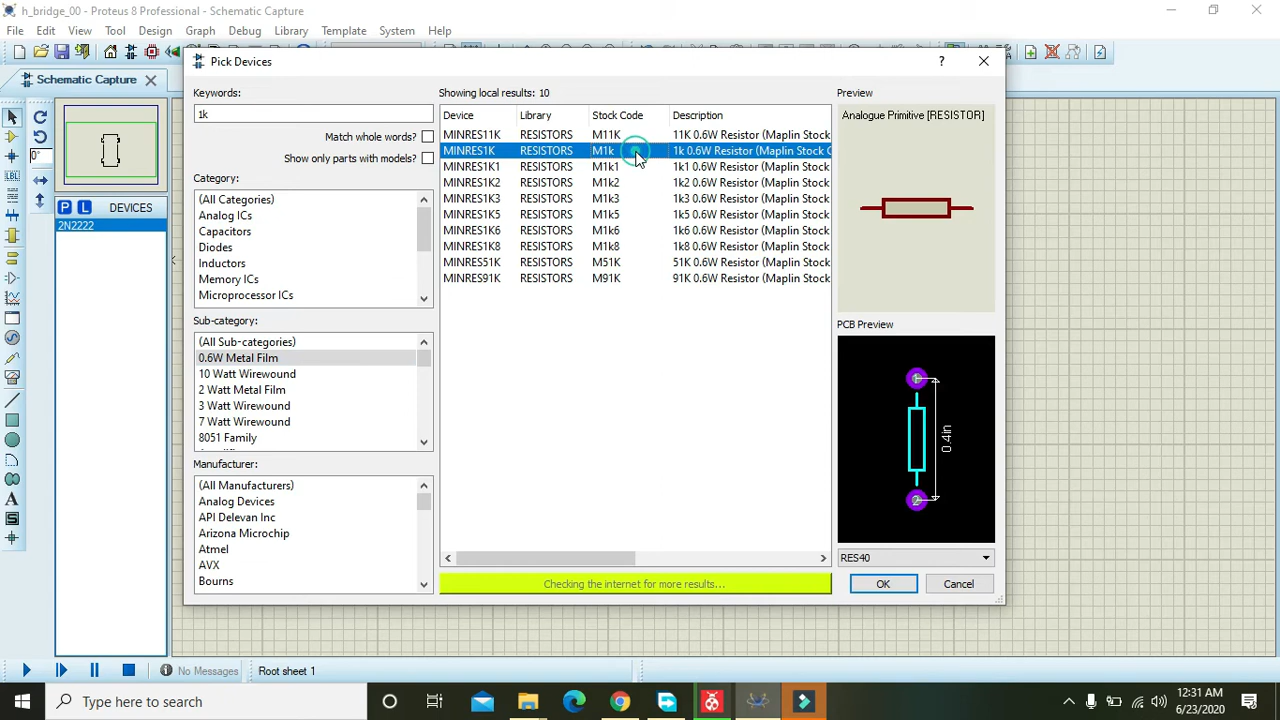 h_bridge_00 - Proteus 8 Professional - Schematic Capture
File Edit View Tool Design Graph Debug Library Template System Help
Schematic Capture
Pick Devices
?
Keywords:
1k
Match whole words?
Show only parts with models?
Category:
(All Categories)
Analog ICs
Capacitors
Diodes
Inductors
Memory ICs
Microprocessor ICs
Sub-category:
(All Sub-categories)
0.6W Metal Film
10 Watt Wirewound
2 Watt Metal Film
3 Watt Wirewound
7 Watt Wirewound
8051 Family
Manufacturer:
(All Manufacturers)
Analog Devices
API Delevan Inc
Arizona Microchip
Atmel
AVX
Bourns
Showing local results: 10
Device Library Stock Code Description
MINRES11K RESISTORS M11K 11K 0.6W Resistor (Maplin Stock
MINRES1K RESISTORS M1k 1k 0.6W Resistor (Maplin Stock C
MINRES1K1 RESISTORS M1k1 1k1 0.6W Resistor (Maplin Stock
MINRES1K2 RESISTORS M1k2 1k2 0.6W Resistor (Maplin Stock
MINRES1K3 RESISTORS M1k3 1k3 0.6W Resistor (Maplin Stock
MINRES1K5 RESISTORS M1k5 1k5 0.6W Resistor (Maplin Stock
MINRES1K6 RESISTORS M1k6 1k6 0.6W Resistor (Maplin Stock
MINRES1K8 RESISTORS M1k8 1k8 0.6W Resistor (Maplin Stock
MINRES51K RESISTORS M51K 51K 0.6W Resistor (Maplin Stock
MINRES91K RESISTORS M91K 91K 0.6W Resistor (Maplin Stock
Checking the internet for more results...
Preview
Analogue Primitive [RESISTOR]
PCB Preview
1
0.4in
2
RES40
OK Cancel
0°
P L DEVICES
2N2222
LBL
A
S
No Messages Root sheet 1
Type here to search
12:31 AM
6/23/2020